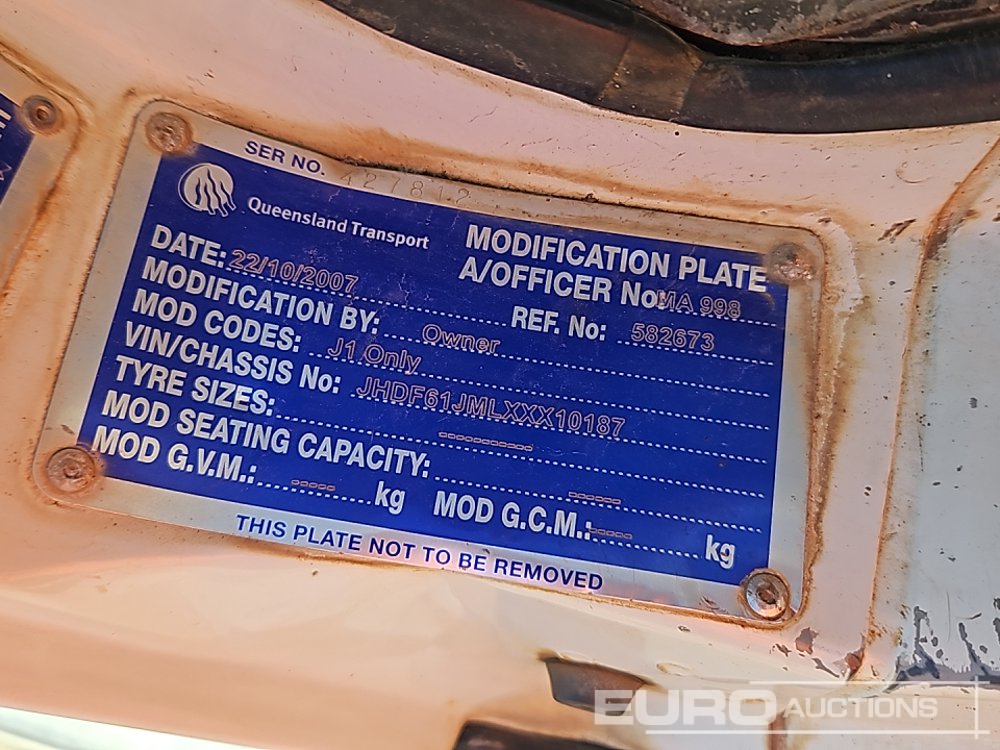 SER NO. 427812
Queensland Transport
MODIFICATION PLATE
DATE: 22/10/2007
A/OFFICER No: MA 998
MODIFICATION BY: Owner
REF. No: 582673
MOD CODES: J1 Only
VIN/CHASSIS No: JHDF61JMLXXX10187
TYRE SIZES: ----------
MOD SEATING CAPACITY: -----
MOD G.V.M.: ----- kg MOD G.C.M.: ----- kg
THIS PLATE NOT TO BE REMOVED
EURO AUCTIONS